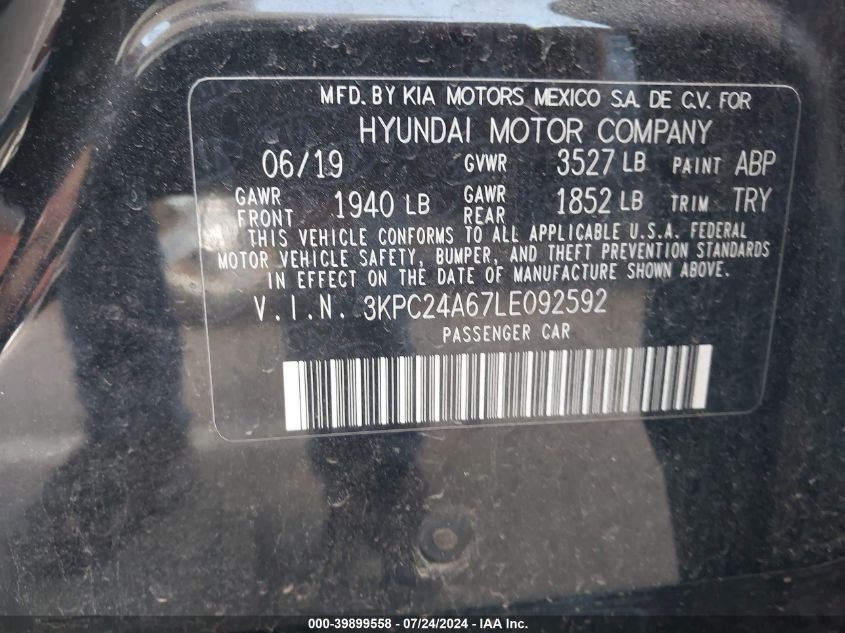 MFD. BY KIA MOTORS MEXICO S.A. DE C.V. FOR
HYUNDAI MOTOR COMPANY
06/19 GVWR 3527 LB PAINT ABP
GAWR FRONT 1940 LB GAWR REAR 1852 LB TRIM TRY
THIS VEHICLE CONFORMS TO ALL APPLICABLE U.S.A. FEDERAL
MOTOR VEHICLE SAFETY, BUMPER, AND THEFT PREVENTION STANDARDS
IN EFFECT ON THE DATE OF MANUFACTURE SHOWN ABOVE.
V.I.N. 3KPC24A67LE092592
PASSENGER CAR
000-39899558 / 07/24/2024 / IAA Inc.